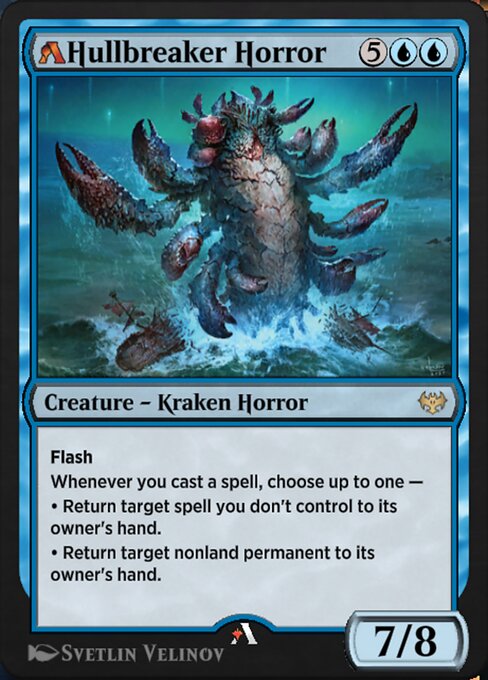 Hullbreaker Horror 5
Creature – Kraken Horror
Flash
Whenever you cast a spell, choose up to one —
• Return target spell you don't control to its
owner's hand.
• Return target nonland permanent to its
owner's hand.
7/8
Svetlin Velinov